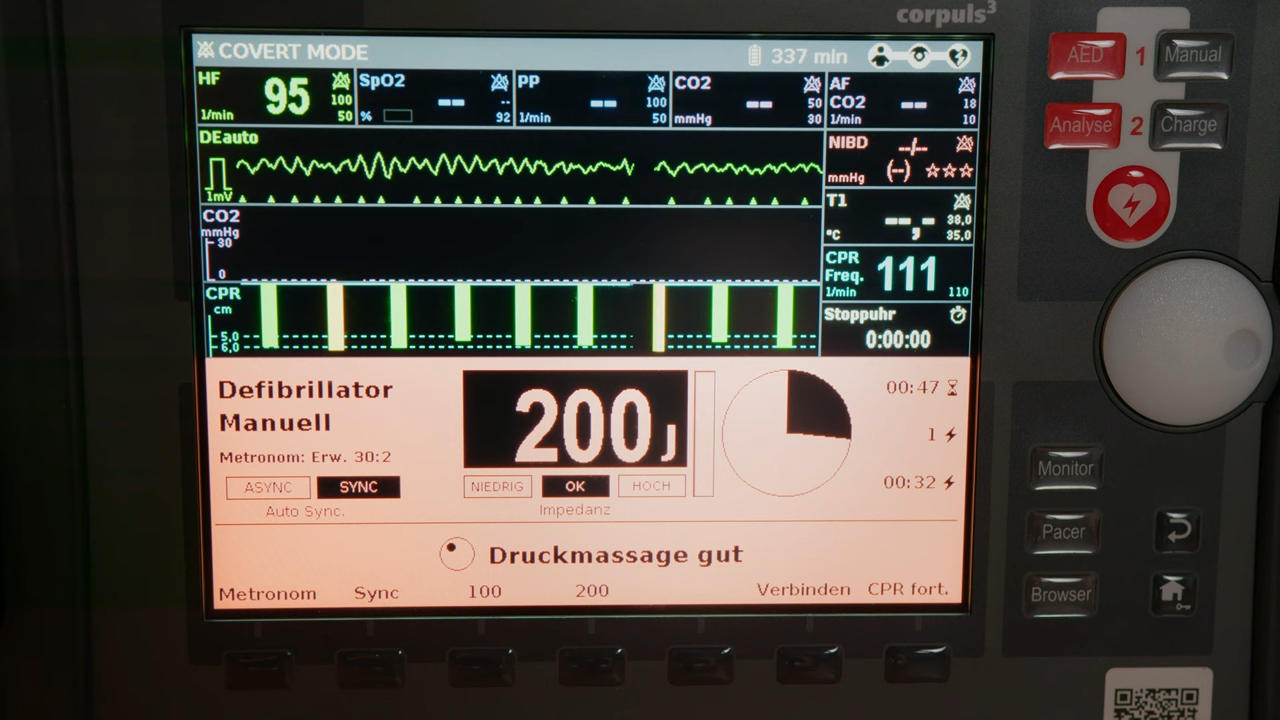 corpuls3
COVERT MODE 337 min
HF 95 100 50 1/min
SpO2 -- -- 92 %
PP -- 100 50 1/min
CO2 -- 50 30 mmHg
AF CO2 -- 18 10 1/min
DEauto
1mV
NIBD --/-- (--) mmHg
CO2 mmHg 30 0
T1 --,- 38,0 35,0 °C
CPR cm 5,0 6,0
CPR Freq. 111 110 1/min
Stoppuhr
0:00:00
Defibrillator
Manuell
Metronom: Erw. 30:2
ASYNC SYNC
Auto Sync.
200 J
NIEDRIG OK HOCH
Impedanz
00:47
1
00:32
Druckmassage gut
Metronom Sync 100 200 Verbinden CPR fort.
AED 1 Manual
Analyse 2 Charge
Monitor
Pacer
Browser